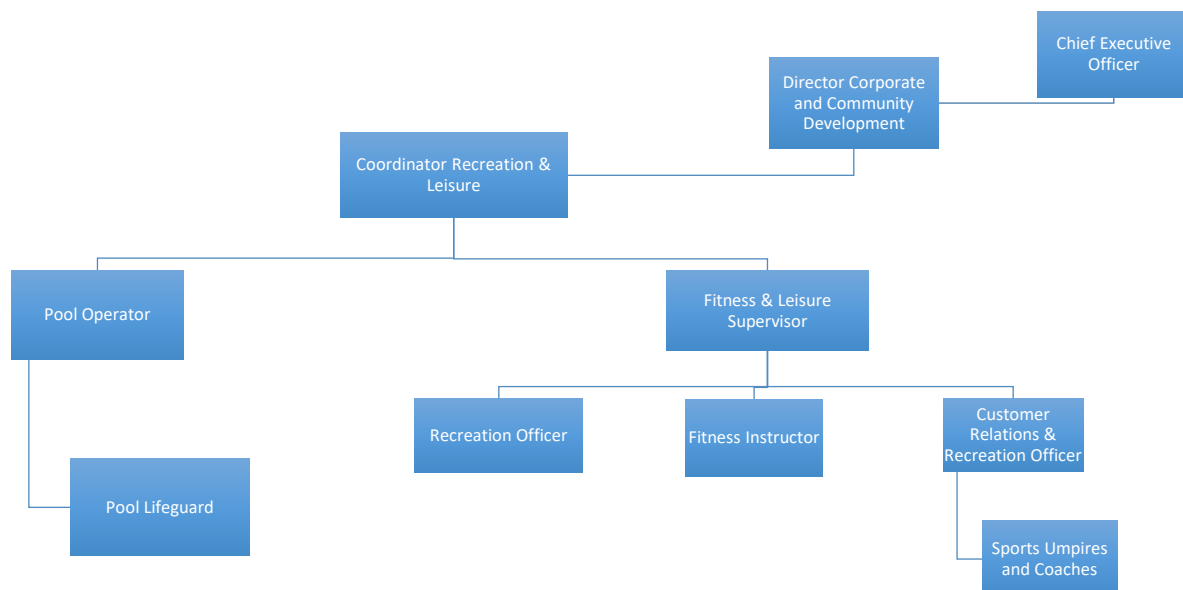 Chief Executive
Officer
Director Corporate
and Community
Development
Coordinator Recreation &
Leisure
Pool Operator
Fitness & Leisure
Supervisor
Recreation Officer
Fitness Instructor
Customer
Relations &
Recreation Officer
Pool Lifeguard
Sports Umpires
and Coaches